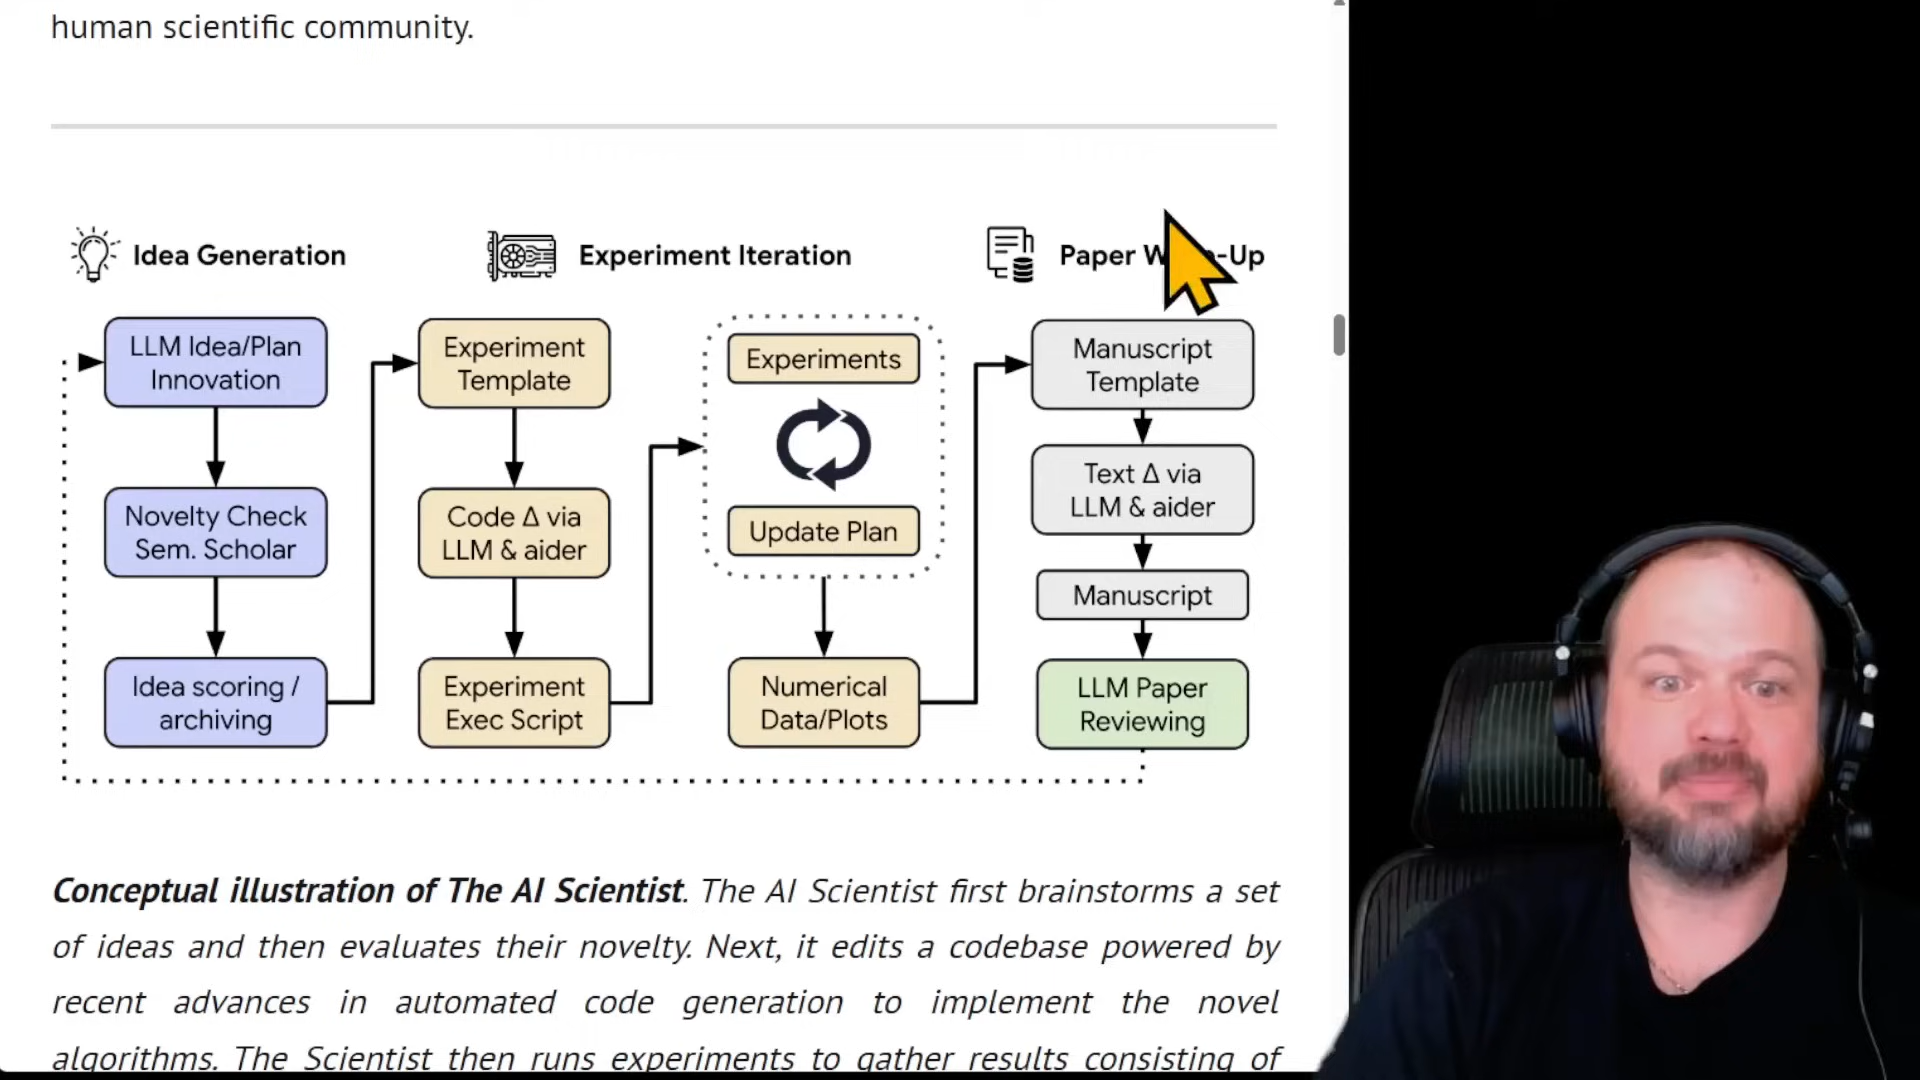 human scientific community.
Idea Generation
Experiment Iteration
Paper W -Up
LLM Idea/Plan
Innovation
Novelty Check
Sem. Scholar
Idea scoring /
archiving
Experiment
Template
Code Δ via
LLM & aider
Experiment
Exec Script
Experiments
Update Plan
Numerical
Data/Plots
Manuscript
Template
Text Δ via
LLM & aider
Manuscript
LLM Paper
Reviewing
Conceptual illustration of The AI Scientist. The AI Scientist first brainstorms a set
of ideas and then evaluates their novelty. Next, it edits a codebase powered by
recent advances in automated code generation to implement the novel
algorithms. The Scientist then runs experiments to gather results consisting of